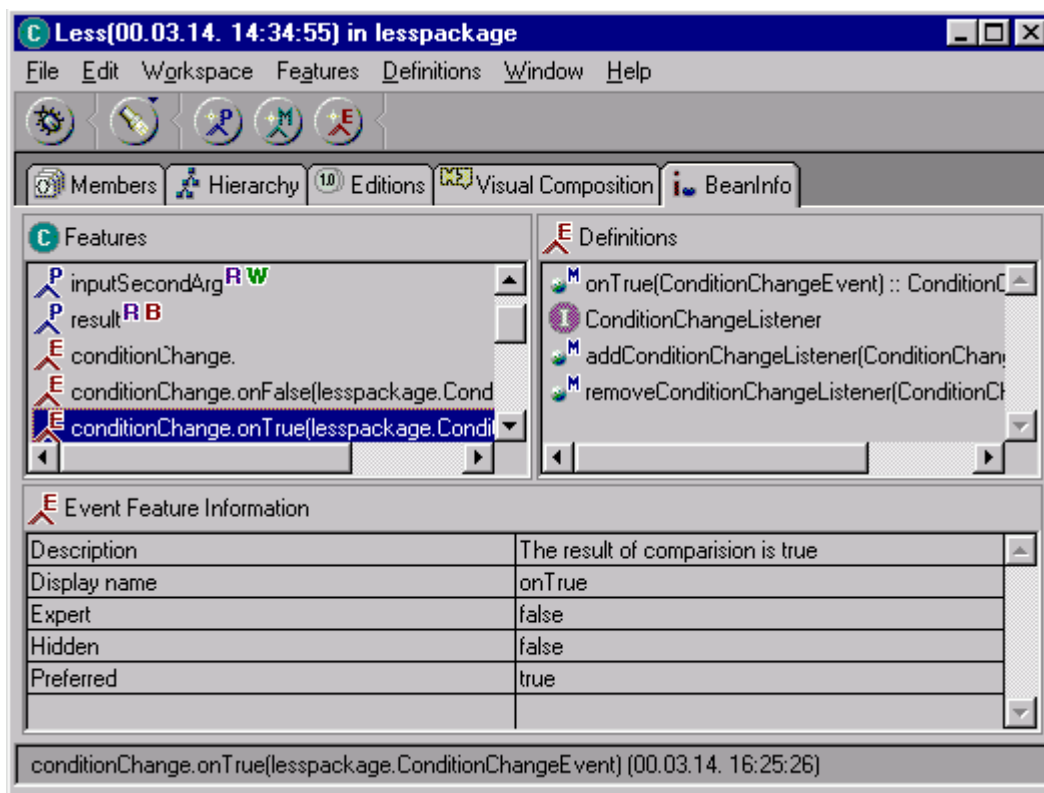 Less(00.03.14. 14:34:55) in lesspackage
File Edit Workspace Features Definitions Window Help
P M E
Members Hierarchy 1.0 Editions Visual Composition BeanInfo
C Features
P inputSecondArg R W
P result R B
E conditionChange.
E conditionChange.onFalse(lesspackage.Cond
E conditionChange.onTrue(lesspackage.Condi
E Definitions
M onTrue(ConditionChangeEvent) :: ConditionC
I ConditionChangeListener
M addConditionChangeListener(ConditionChan
M removeConditionChangeListener(ConditionCh
E Event Feature Information
Description The result of comparision is true
Display name onTrue
Expert false
Hidden false
Preferred true
conditionChange.onTrue(lesspackage.ConditionChangeEvent) (00.03.14. 16:25:26)